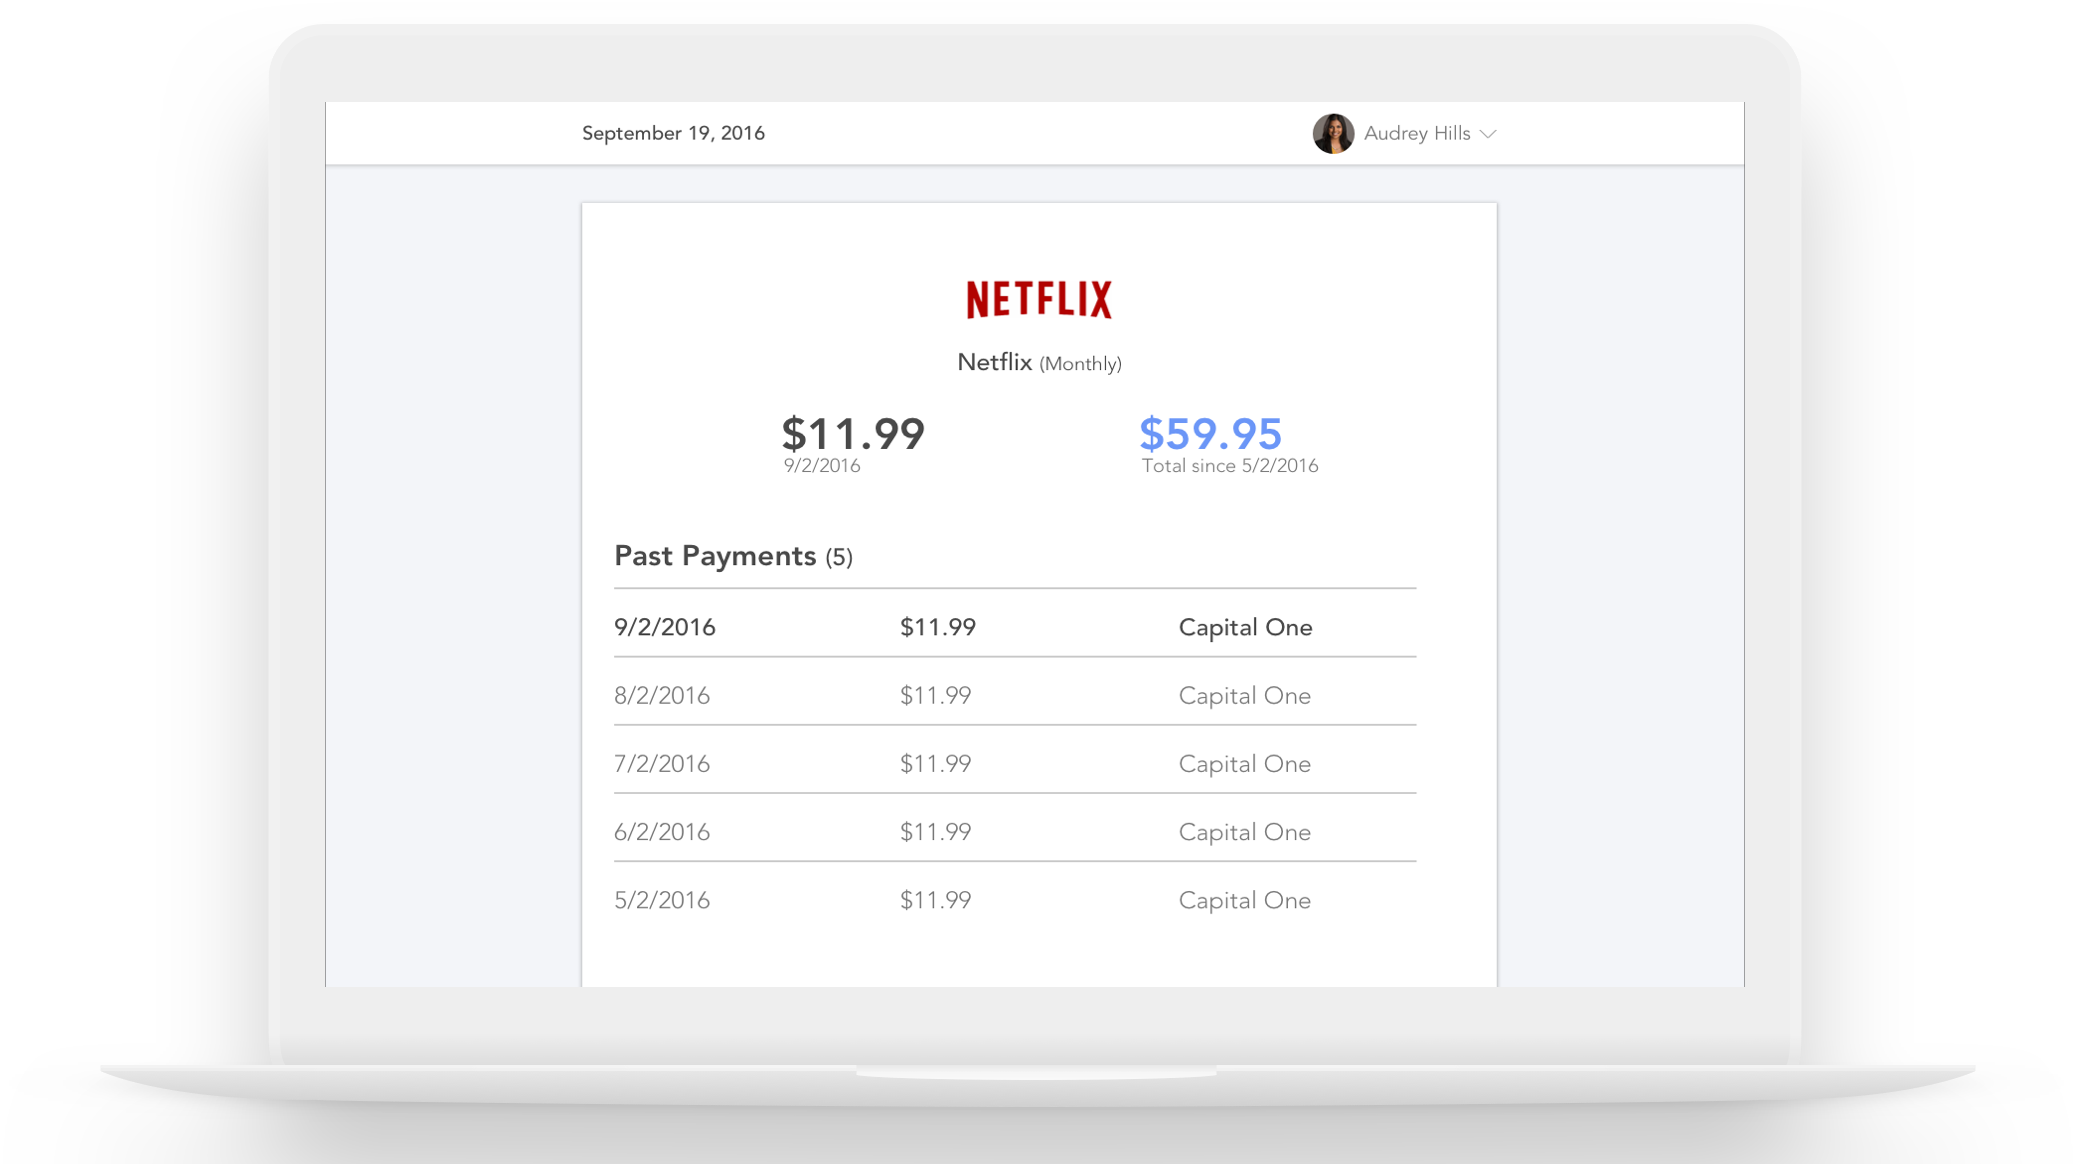 September 19, 2016 Audrey Hills
NETFLIX
Netflix (Monthly)
$11.99 $59.95
9/2/2016 Total since 5/2/2016
Past Payments (5)
9/2/2016 $11.99 Capital One
8/2/2016 $11.99 Capital One
7/2/2016 $11.99 Capital One
6/2/2016 $11.99 Capital One
5/2/2016 $11.99 Capital One